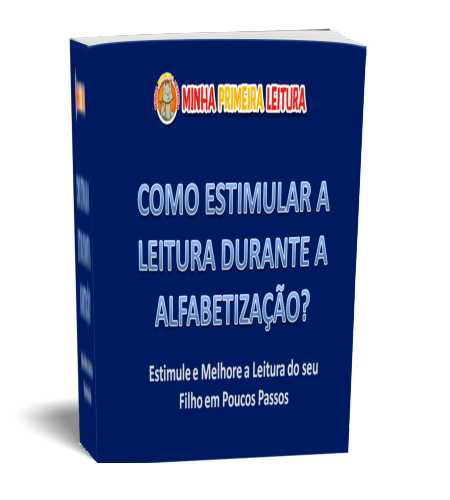 MINHA PRIMEIRA LEITURA
COMO ESTIMULAR A
LEITURA DURANTE A
ALFABETIZAÇÃO?
Estimule e Melhore a Leitura do seu
Filho em Poucos Passos